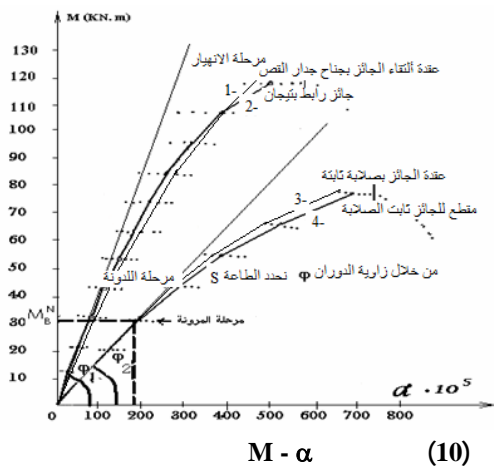 M (KN. m)
130
120
110
100
90
80
70
60
50
40
30
20
10
0
M_B^N
مرحلة الانهيار
عقدة ألتقاء الجائز بجناح جدار القص
1-
جائز رابط بتيجان
2-
عقدة الجائز بصلابة ثابتة
3-
مقطع للجائز ثابت الصلابة
4-
مرحلة اللدونة
من خلال زاوية الدوران φ نحدد الطاعة S
مرحلة المرونة
φ1
φ2
100 200 300 400 500 600 700 800
α · 10⁵
M - α (10)